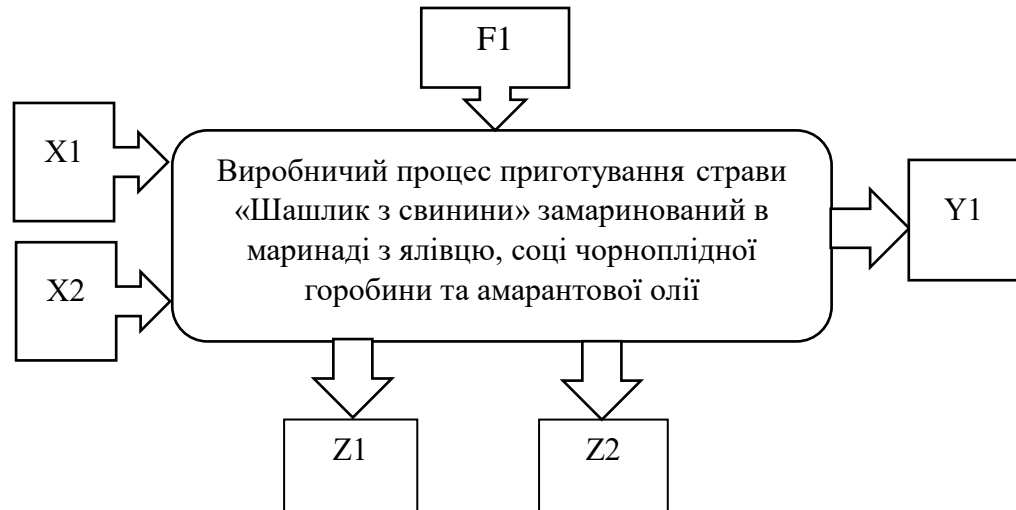 F1
X1
Виробничий процес приготування страви
«Шашлик з свинини» замаринований в
маринаді з ялівцю, соці чорноплідної
горобини та амарантової олії
Y1
X2
Z1
Z2